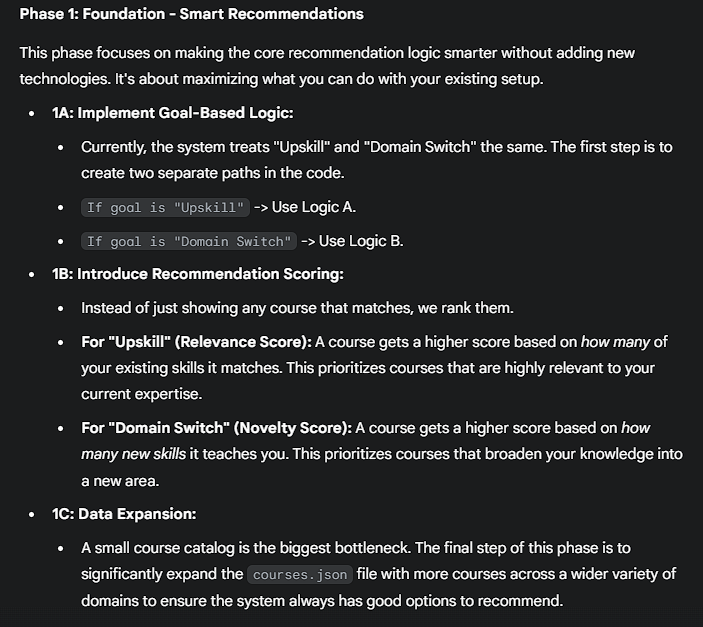 Phase 1: Foundation - Smart Recommendations
This phase focuses on making the core recommendation logic smarter without adding new
technologies. It's about maximizing what you can do with your existing setup.
• 1A: Implement Goal-Based Logic:
• Currently, the system treats "Upskill" and "Domain Switch" the same. The first step is to
create two separate paths in the code.
• If goal is "Upskill" -> Use Logic A.
• If goal is "Domain Switch" -> Use Logic B.
• 1B: Introduce Recommendation Scoring:
• Instead of just showing any course that matches, we rank them.
• For "Upskill" (Relevance Score): A course gets a higher score based on how many of
your existing skills it matches. This prioritizes courses that are highly relevant to your
current expertise.
• For "Domain Switch" (Novelty Score): A course gets a higher score based on how
many new skills it teaches you. This prioritizes courses that broaden your knowledge into
a new area.
• 1C: Data Expansion:
• A small course catalog is the biggest bottleneck. The final step of this phase is to
significantly expand the courses.json file with more courses across a wider variety of
domains to ensure the system always has good options to recommend.